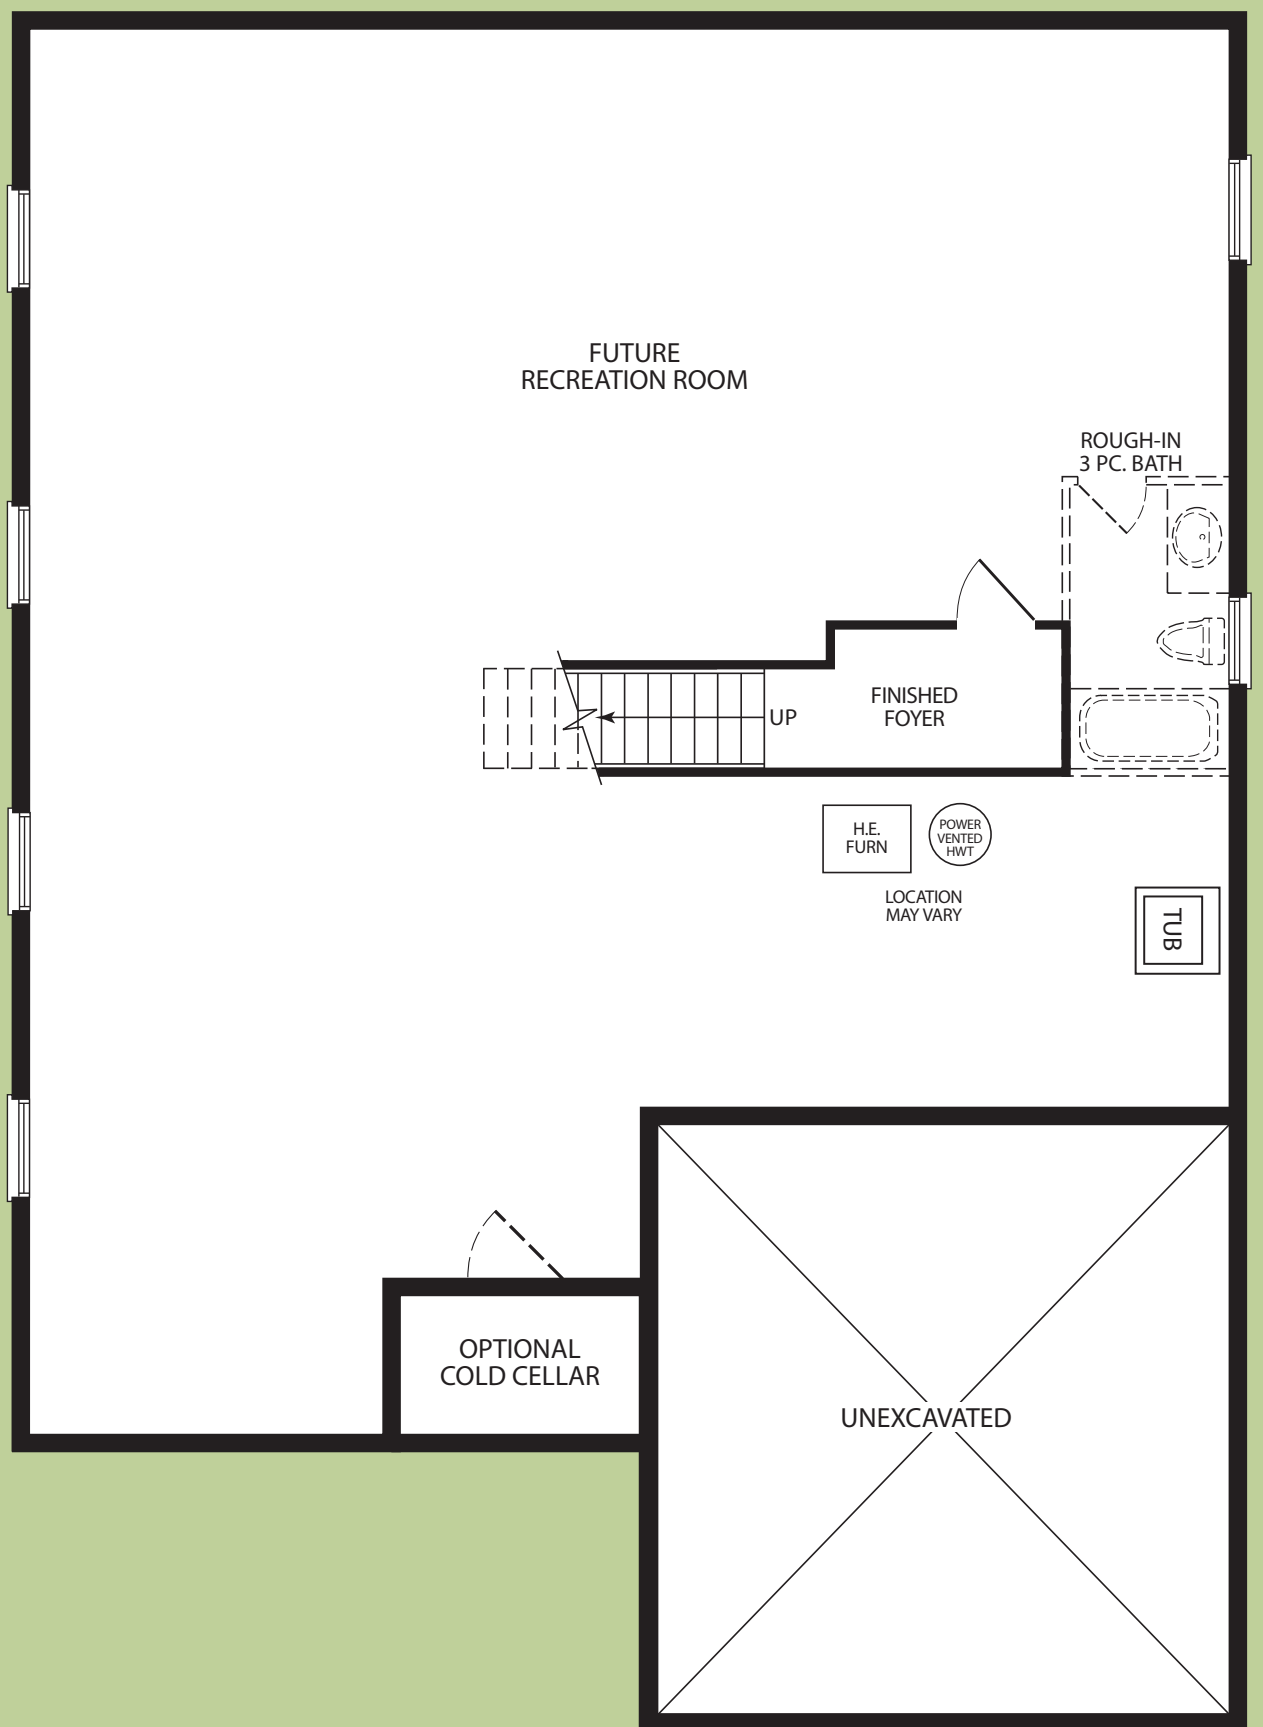 FUTURE
RECREATION ROOM
ROUGH-IN
3 PC. BATH
FINISHED
FOYER
UP
H.E.
FURN
POWER
VENTED
HWT
LOCATION
MAY VARY
TUB
OPTIONAL
COLD CELLAR
UNEXCAVATED